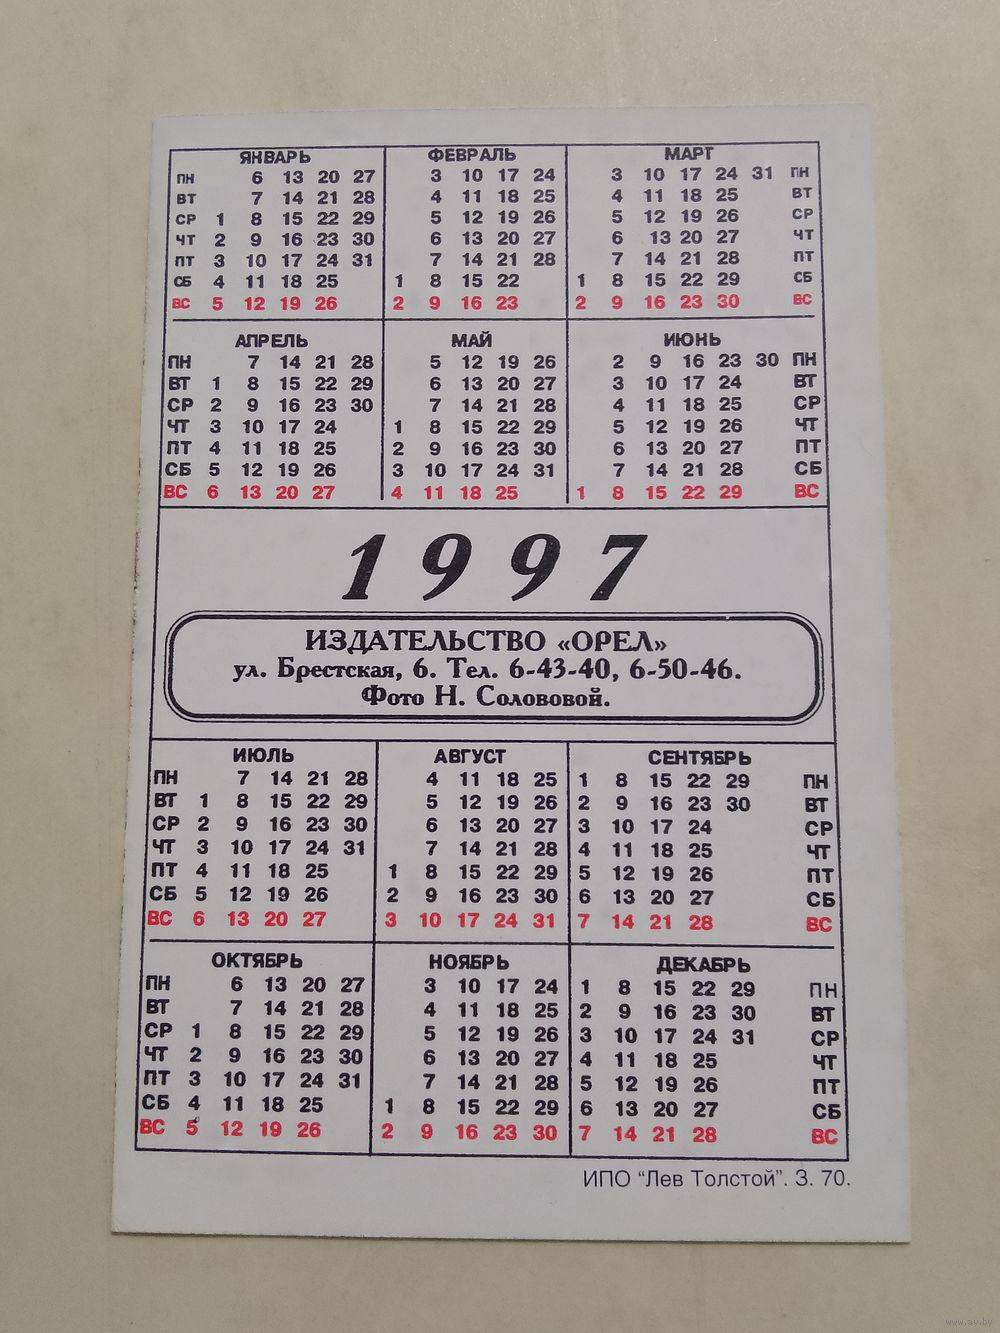 ЯНВАРЬ ФЕВРАЛЬ МАРТ
ПН 6 13 20 27 3 10 17 24 3 10 17 24 31 ПН
ВТ 7 14 21 28 4 11 18 25 4 11 18 25 ВТ
СР 1 8 15 22 29 5 12 19 26 5 12 19 26 СР
ЧТ 2 9 16 23 30 6 13 20 27 6 13 20 27 ЧТ
ПТ 3 10 17 24 31 7 14 21 28 7 14 21 28 ПТ
СБ 4 11 18 25 1 8 15 22 1 8 15 22 29 СБ
ВС 5 12 19 26 2 9 16 23 2 9 16 23 30 ВС
АПРЕЛЬ МАЙ ИЮНЬ
ПН 7 14 21 28 5 12 19 26 2 9 16 23 30 ПН
ВТ 1 8 15 22 29 6 13 20 27 3 10 17 24 ВТ
СР 2 9 16 23 30 7 14 21 28 4 11 18 25 СР
ЧТ 3 10 17 24 1 8 15 22 29 5 12 19 26 ЧТ
ПТ 4 11 18 25 2 9 16 23 30 6 13 20 27 ПТ
СБ 5 12 19 26 3 10 17 24 31 7 14 21 28 СБ
ВС 6 13 20 27 4 11 18 25 1 8 15 22 29 ВС
1997
ИЗДАТЕЛЬСТВО «ОРЕЛ»
ул. Брестская, 6. Тел. 6-43-40, 6-50-46.
Фото Н. Солововой.
ИЮЛЬ АВГУСТ СЕНТЯБРЬ
ПН 7 14 21 28 4 11 18 25 1 8 15 22 29 ПН
ВТ 1 8 15 22 29 5 12 19 26 2 9 16 23 30 ВТ
СР 2 9 16 23 30 6 13 20 27 3 10 17 24 СР
ЧТ 3 10 17 24 31 7 14 21 28 4 11 18 25 ЧТ
ПТ 4 11 18 25 1 8 15 22 29 5 12 19 26 ПТ
СБ 5 12 19 26 2 9 16 23 30 6 13 20 27 СБ
ВС 6 13 20 27 3 10 17 24 31 7 14 21 28 ВС
ОКТЯБРЬ НОЯБРЬ ДЕКАБРЬ
ПН 6 13 20 27 3 10 17 24 1 8 15 22 29 ПН
ВТ 7 14 21 28 4 11 18 25 2 9 16 23 30 ВТ
СР 1 8 15 22 29 5 12 19 26 3 10 17 24 31 СР
ЧТ 2 9 16 23 30 6 13 20 27 4 11 18 25 ЧТ
ПТ 3 10 17 24 31 7 14 21 28 5 12 19 26 ПТ
СБ 4 11 18 25 1 8 15 22 29 6 13 20 27 СБ
ВС 5 12 19 26 2 9 16 23 30 7 14 21 28 ВС
ИПО "Лев Толстой". З. 70.
www.ay.by